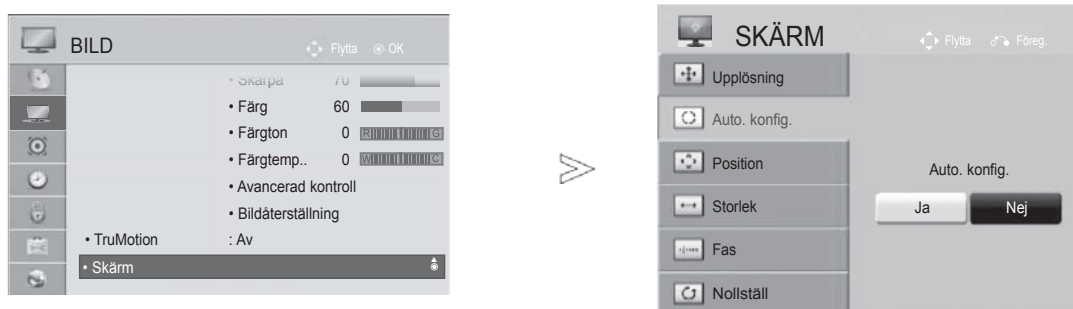 BILD
Flytta OK
• Skärpa 70
• Färg 60
• Färgton 0 R G
• Färgtemp.. 0 W C
• Avancerad kontroll
• Bildåterställning
• TruMotion : Av
• Skärm
SKÄRM
Flytta Föreg.
Upplösning
Auto. konfig.
Position
Storlek
Fas
Nollställ
Auto. konfig.
Ja Nej